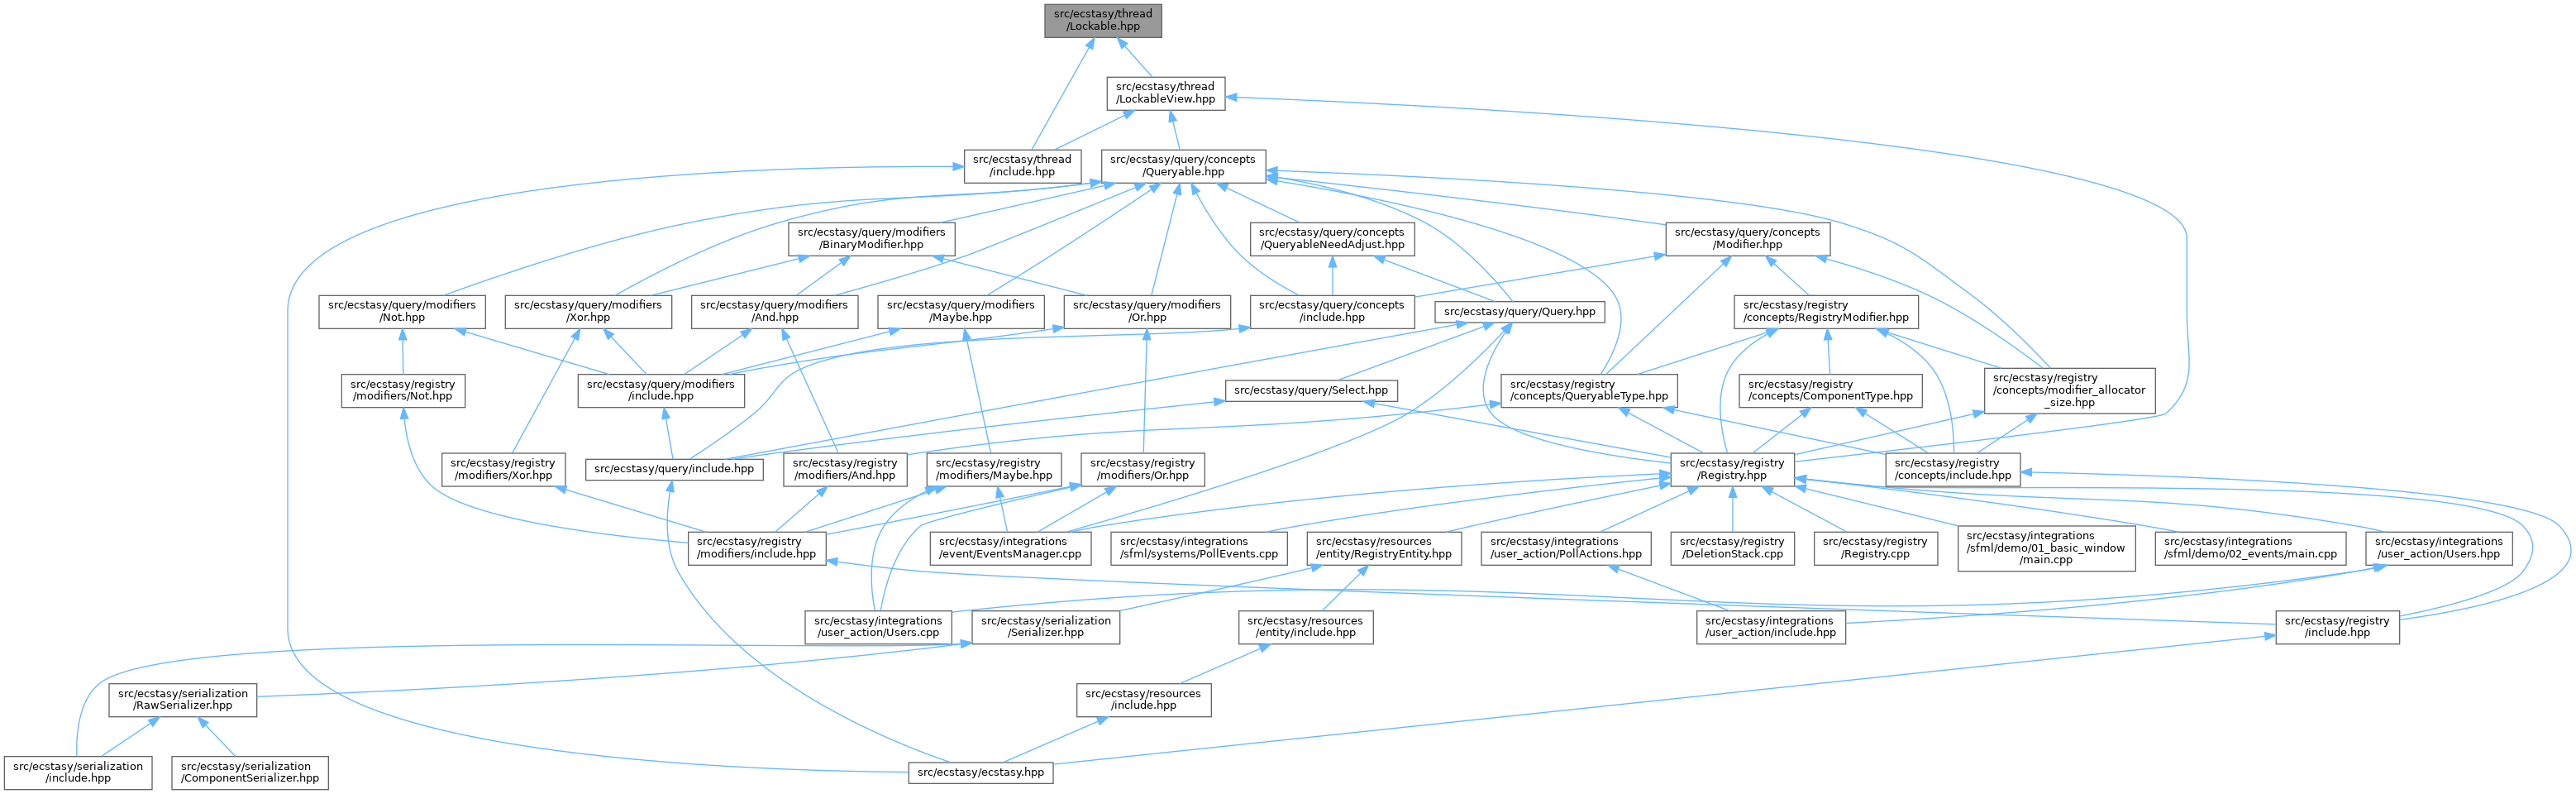 src/ecstasy/thread
/Lockable.hpp
src/ecstasy/thread
/LockableView.hpp
src/ecstasy/thread
/include.hpp
src/ecstasy/query/concepts
/Queryable.hpp
src/ecstasy/query/modifiers
/BinaryModifier.hpp
src/ecstasy/query/concepts
/QueryableNeedAdjust.hpp
src/ecstasy/query/concepts
/Modifier.hpp
src/ecstasy/query/modifiers
/Not.hpp
src/ecstasy/query/modifiers
/Xor.hpp
src/ecstasy/query/modifiers
/And.hpp
src/ecstasy/query/modifiers
/Maybe.hpp
src/ecstasy/query/modifiers
/Or.hpp
src/ecstasy/query/concepts
/include.hpp
src/ecstasy/query/Query.hpp
src/ecstasy/registry
/concepts/RegistryModifier.hpp
src/ecstasy/registry
/modifiers/Not.hpp
src/ecstasy/query/modifiers
/include.hpp
src/ecstasy/query/Select.hpp
src/ecstasy/registry
/concepts/QueryableType.hpp
src/ecstasy/registry
/concepts/ComponentType.hpp
src/ecstasy/registry
/concepts/modifier_allocator
_size.hpp
src/ecstasy/registry
/modifiers/Xor.hpp
src/ecstasy/query/include.hpp
src/ecstasy/registry
/modifiers/And.hpp
src/ecstasy/registry
/modifiers/Maybe.hpp
src/ecstasy/registry
/modifiers/Or.hpp
src/ecstasy/registry
/Registry.hpp
src/ecstasy/registry
/concepts/include.hpp
src/ecstasy/registry
/modifiers/include.hpp
src/ecstasy/integrations
/event/EventsManager.cpp
src/ecstasy/integrations
/sfml/systems/PollEvents.cpp
src/ecstasy/resources
/entity/RegistryEntity.hpp
src/ecstasy/integrations
/user_action/PollActions.hpp
src/ecstasy/registry
/DeletionStack.cpp
src/ecstasy/registry
/Registry.cpp
src/ecstasy/integrations
/sfml/demo/01_basic_window
/main.cpp
src/ecstasy/integrations
/sfml/demo/02_events/main.cpp
src/ecstasy/integrations
/user_action/Users.hpp
src/ecstasy/integrations
/user_action/Users.cpp
src/ecstasy/serialization
/Serializer.hpp
src/ecstasy/resources
/entity/include.hpp
src/ecstasy/integrations
/user_action/include.hpp
src/ecstasy/registry
/include.hpp
src/ecstasy/serialization
/RawSerializer.hpp
src/ecstasy/resources
/include.hpp
src/ecstasy/serialization
/include.hpp
src/ecstasy/serialization
/ComponentSerializer.hpp
src/ecstasy/ecstasy.hpp